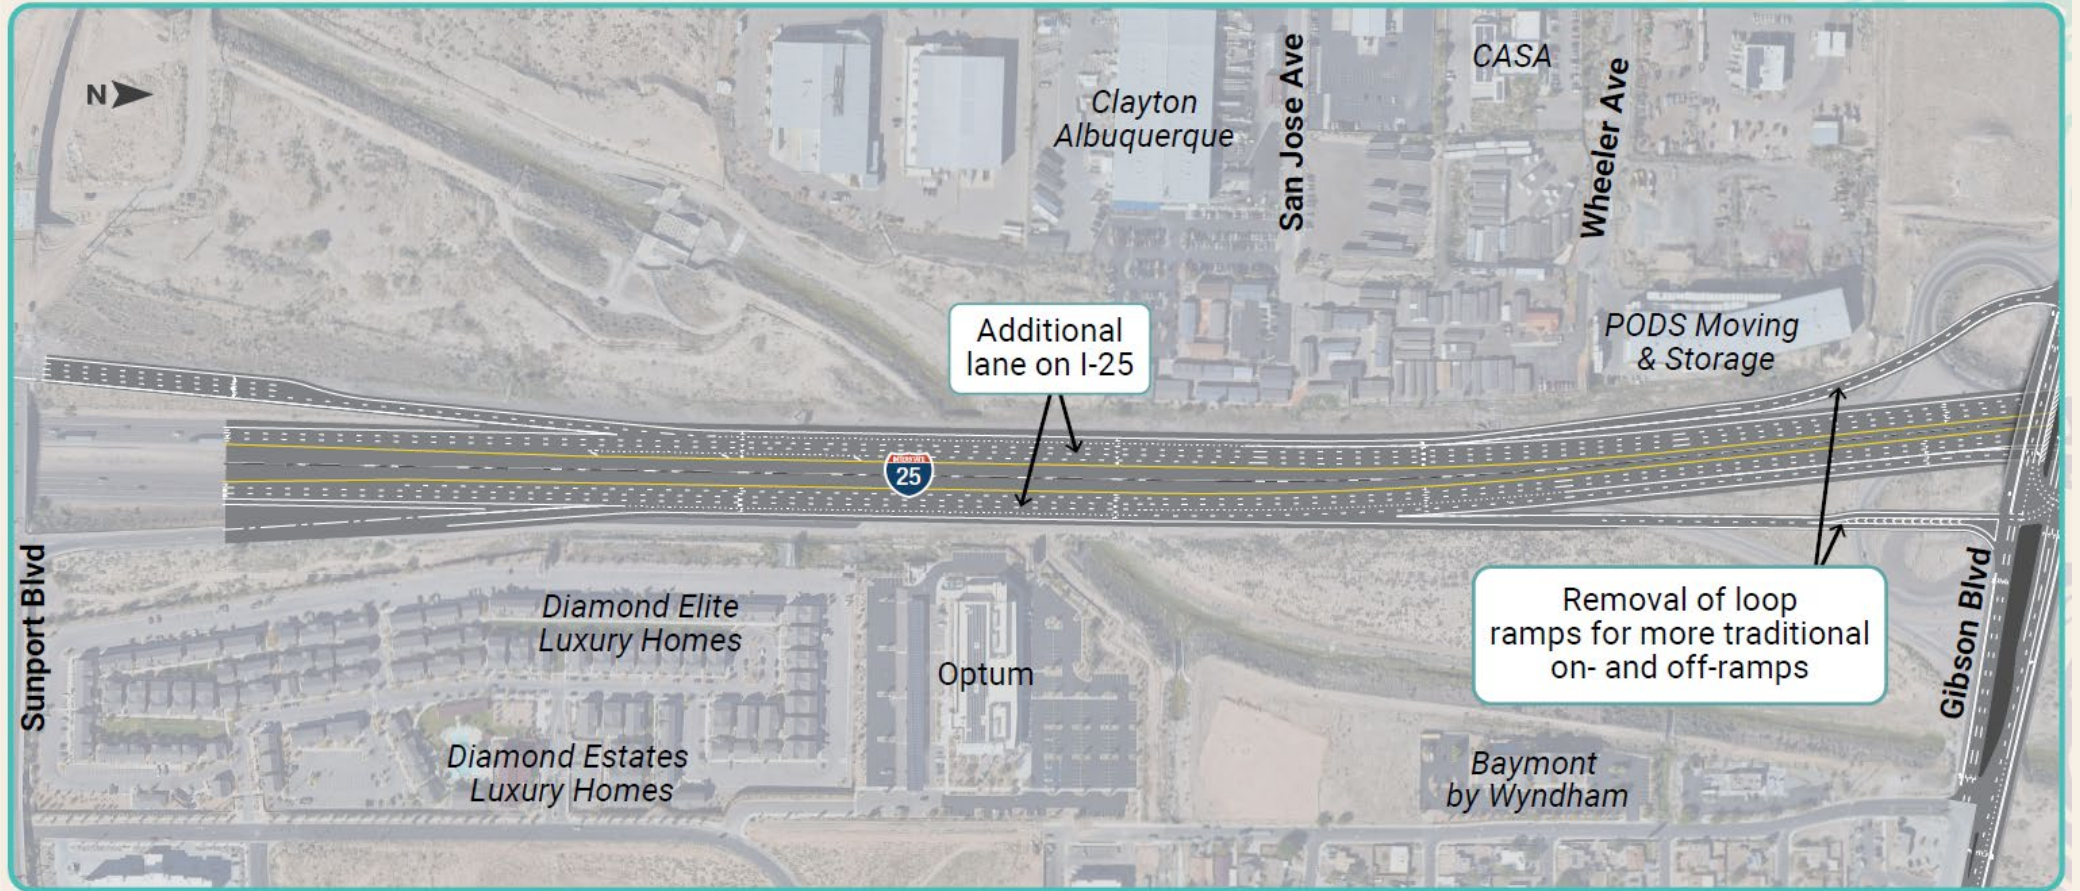 N
CASA
San Jose Ave
Wheeler Ave
Clayton
Albuquerque
Additional
lane on I-25
PODS Moving
& Storage
INTERSTATE
25
Sunport Blvd
Diamond Elite
Luxury Homes
Optum
Removal of loop
ramps for more traditional
on- and off-ramps
Gibson Blvd
Diamond Estates
Luxury Homes
Baymont
by Wyndham